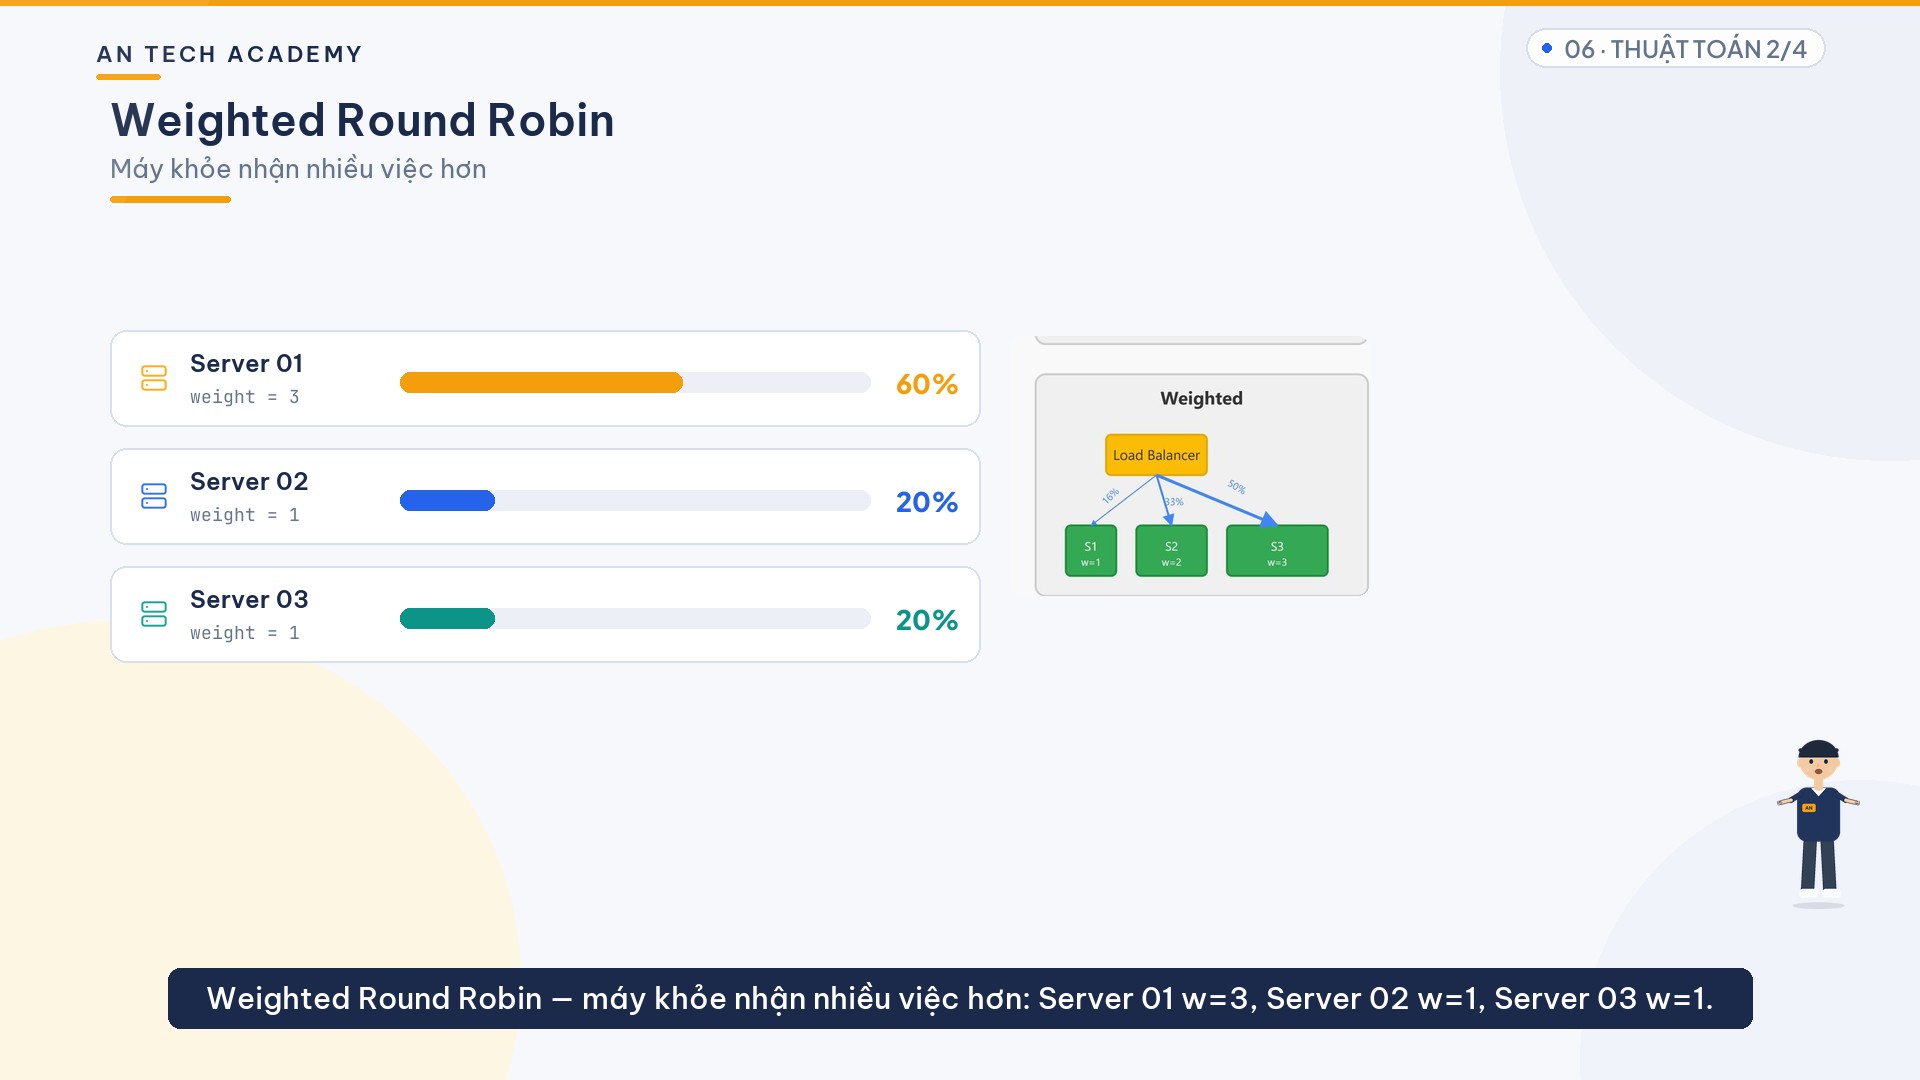 AN TECH ACADEMY
06 · THUẬT TOÁN 2/4
Weighted Round Robin
Máy khỏe nhận nhiều việc hơn
Server 01
weight = 3
60%
Server 02
weight = 1
20%
Server 03
weight = 1
20%
Weighted
Load Balancer
16%
33%
50%
S1
w=1
S2
w=2
S3
w=3
AN
Weighted Round Robin — máy khỏe nhận nhiều việc hơn: Server 01 w=3, Server 02 w=1, Server 03 w=1.